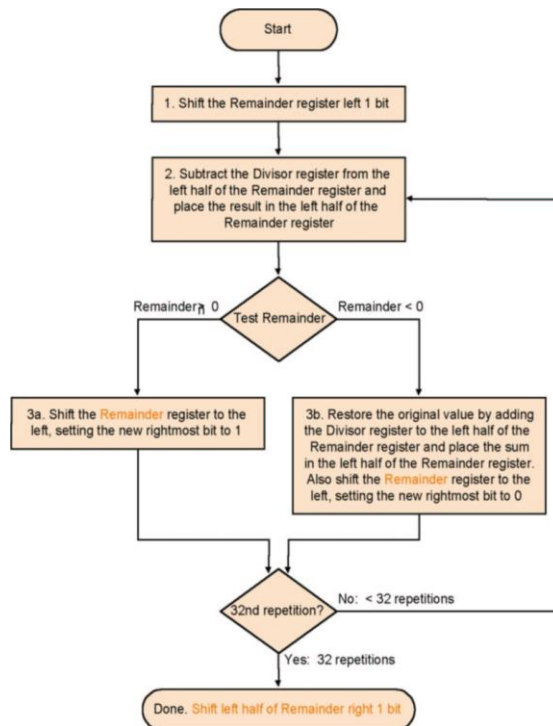 Start
1. Shift the Remainder register left 1 bit
2. Subtract the Divisor register from the
left half of the Remainder register and
place the result in the left half of the
Remainder register
Remainder ≥ 0
Test Remainder
Remainder < 0
3a. Shift the Remainder register to the
left, setting the new rightmost bit to 1
3b. Restore the original value by adding
the Divisor register to the left half of the
Remainder register and place the sum
in the left half of the Remainder register.
Also shift the Remainder register to the
left, setting the new rightmost bit to 0
32nd repetition?
No: < 32 repetitions
Yes: 32 repetitions
Done. Shift left half of Remainder right 1 bit